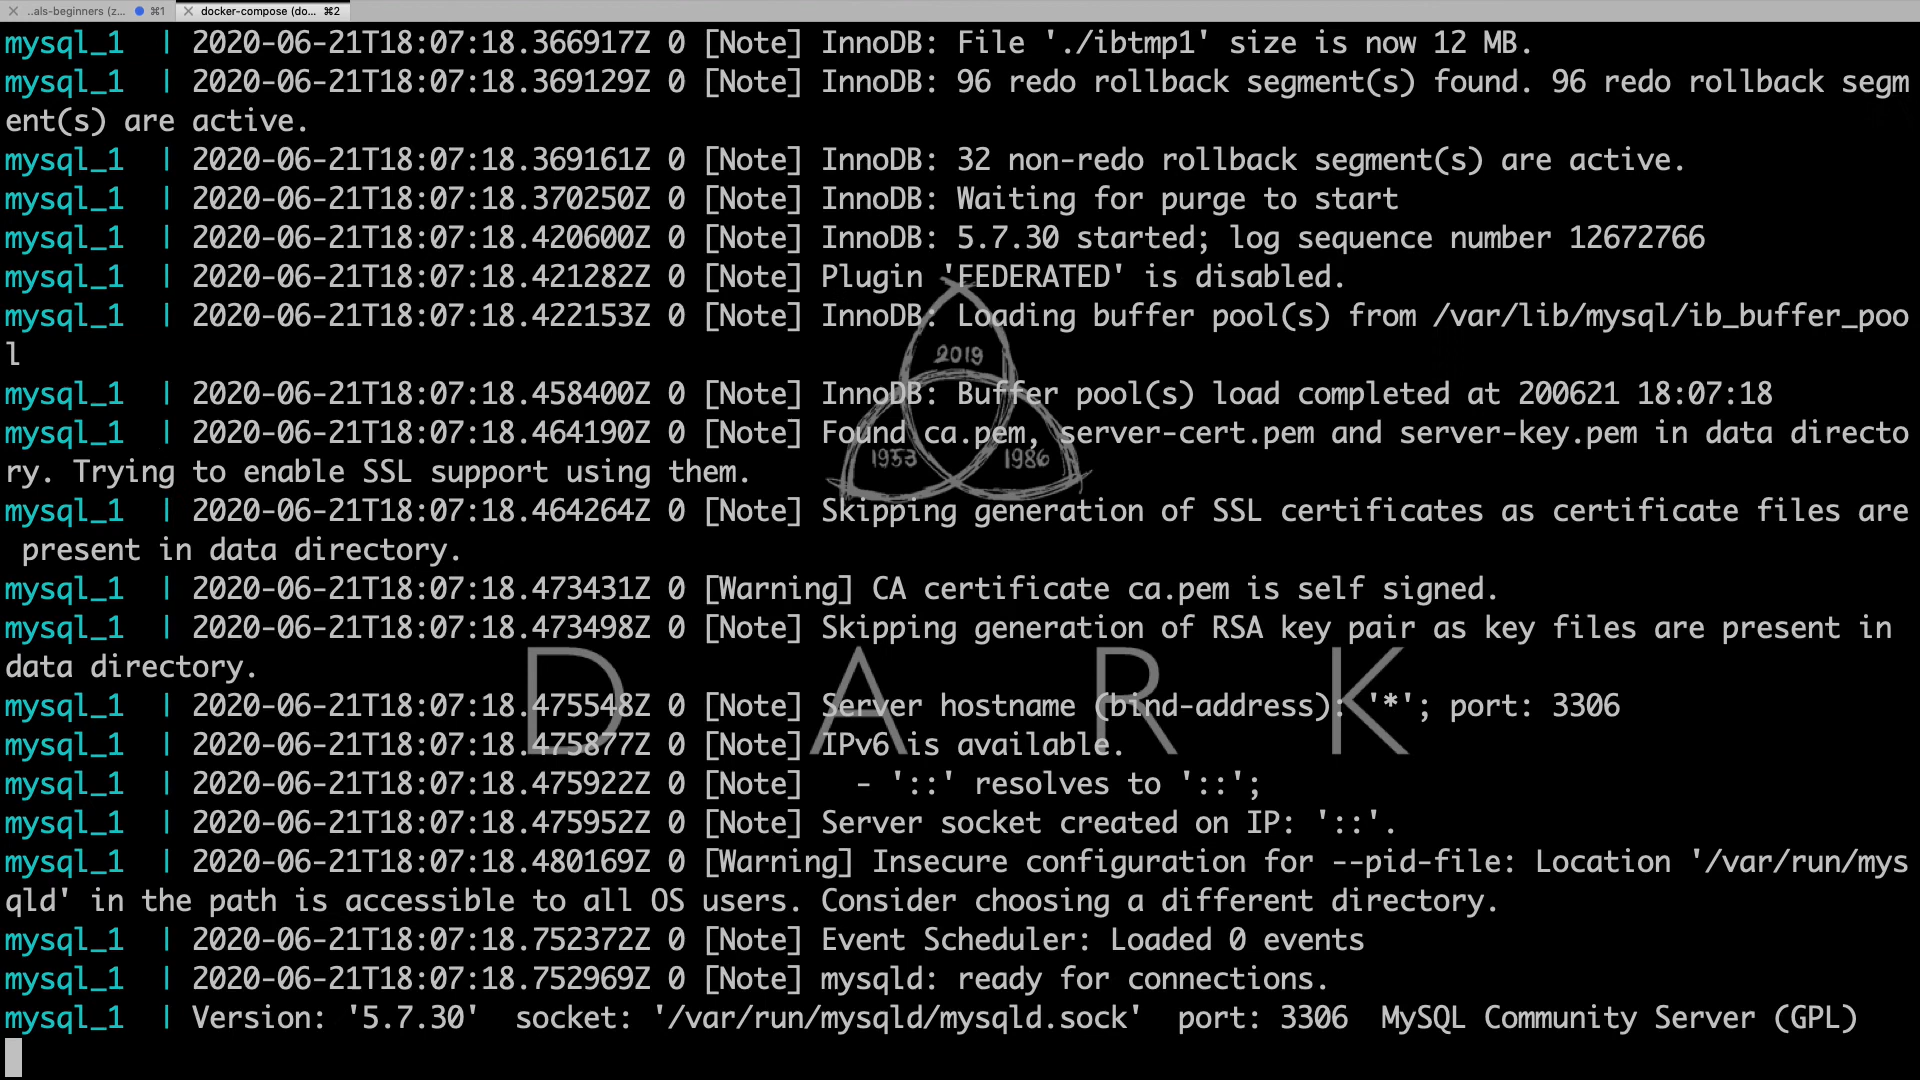 ..als-beginners (z... ⌘1 docker-compose (do... ⌘2
mysql_1 | 2020-06-21T18:07:18.366917Z 0 [Note] InnoDB: File './ibtmp1' size is now 12 MB.
mysql_1 | 2020-06-21T18:07:18.369129Z 0 [Note] InnoDB: 96 redo rollback segment(s) found. 96 redo rollback segm
ent(s) are active.
mysql_1 | 2020-06-21T18:07:18.369161Z 0 [Note] InnoDB: 32 non-redo rollback segment(s) are active.
mysql_1 | 2020-06-21T18:07:18.370250Z 0 [Note] InnoDB: Waiting for purge to start
mysql_1 | 2020-06-21T18:07:18.420600Z 0 [Note] InnoDB: 5.7.30 started; log sequence number 12672766
mysql_1 | 2020-06-21T18:07:18.421282Z 0 [Note] Plugin 'FEDERATED' is disabled.
mysql_1 | 2020-06-21T18:07:18.422153Z 0 [Note] InnoDB: Loading buffer pool(s) from /var/lib/mysql/ib_buffer_poo
l
2019
mysql_1 | 2020-06-21T18:07:18.458400Z 0 [Note] InnoDB: Buffer pool(s) load completed at 200621 18:07:18
mysql_1 | 2020-06-21T18:07:18.464190Z 0 [Note] Found ca.pem, server-cert.pem and server-key.pem in data directo
1953 1986
ry. Trying to enable SSL support using them.
mysql_1 | 2020-06-21T18:07:18.464264Z 0 [Note] Skipping generation of SSL certificates as certificate files are
present in data directory.
mysql_1 | 2020-06-21T18:07:18.473431Z 0 [Warning] CA certificate ca.pem is self signed.
mysql_1 | 2020-06-21T18:07:18.473498Z 0 [Note] Skipping generation of RSA key pair as key files are present in
data directory.
DARK
mysql_1 | 2020-06-21T18:07:18.475548Z 0 [Note] Server hostname (bind-address): '*'; port: 3306
mysql_1 | 2020-06-21T18:07:18.475877Z 0 [Note] IPv6 is available.
mysql_1 | 2020-06-21T18:07:18.475922Z 0 [Note]   - '::' resolves to '::';
mysql_1 | 2020-06-21T18:07:18.475952Z 0 [Note] Server socket created on IP: '::'.
mysql_1 | 2020-06-21T18:07:18.480169Z 0 [Warning] Insecure configuration for --pid-file: Location '/var/run/mys
qld' in the path is accessible to all OS users. Consider choosing a different directory.
mysql_1 | 2020-06-21T18:07:18.752372Z 0 [Note] Event Scheduler: Loaded 0 events
mysql_1 | 2020-06-21T18:07:18.752969Z 0 [Note] mysqld: ready for connections.
mysql_1 | Version: '5.7.30'  socket: '/var/run/mysqld/mysqld.sock'  port: 3306  MySQL Community Server (GPL)